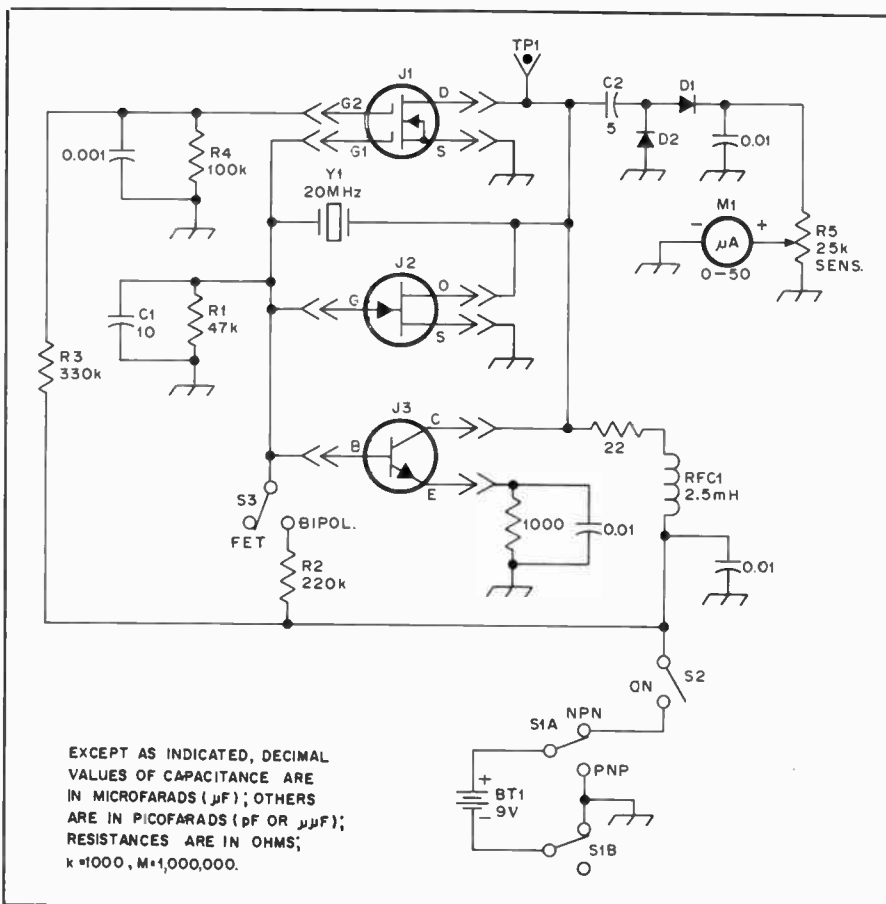 TP1
J1
G2
D
C2
5
D1
0.001
R4
100k
G1
S
D2
0.01
Y1
20MHz
M1
-
+
µA
0-50
R5
25k
SENS.
J2
G
O
S
C1
10
R1
47k
R3
330k
J3
B
C
E
22
RFC1
2.5mH
S3
FET
BIPOL.
1000
0.01
R2
220k
0.01
S2
ON
S1A
NPN
PNP
+
BT1
-
9V
S1B
EXCEPT AS INDICATED, DECIMAL
VALUES OF CAPACITANCE ARE
IN MICROFARADS (µF); OTHERS
ARE IN PICOFARADS (pF OR µµF);
RESISTANCES ARE IN OHMS;
k=1000, M=1,000,000.